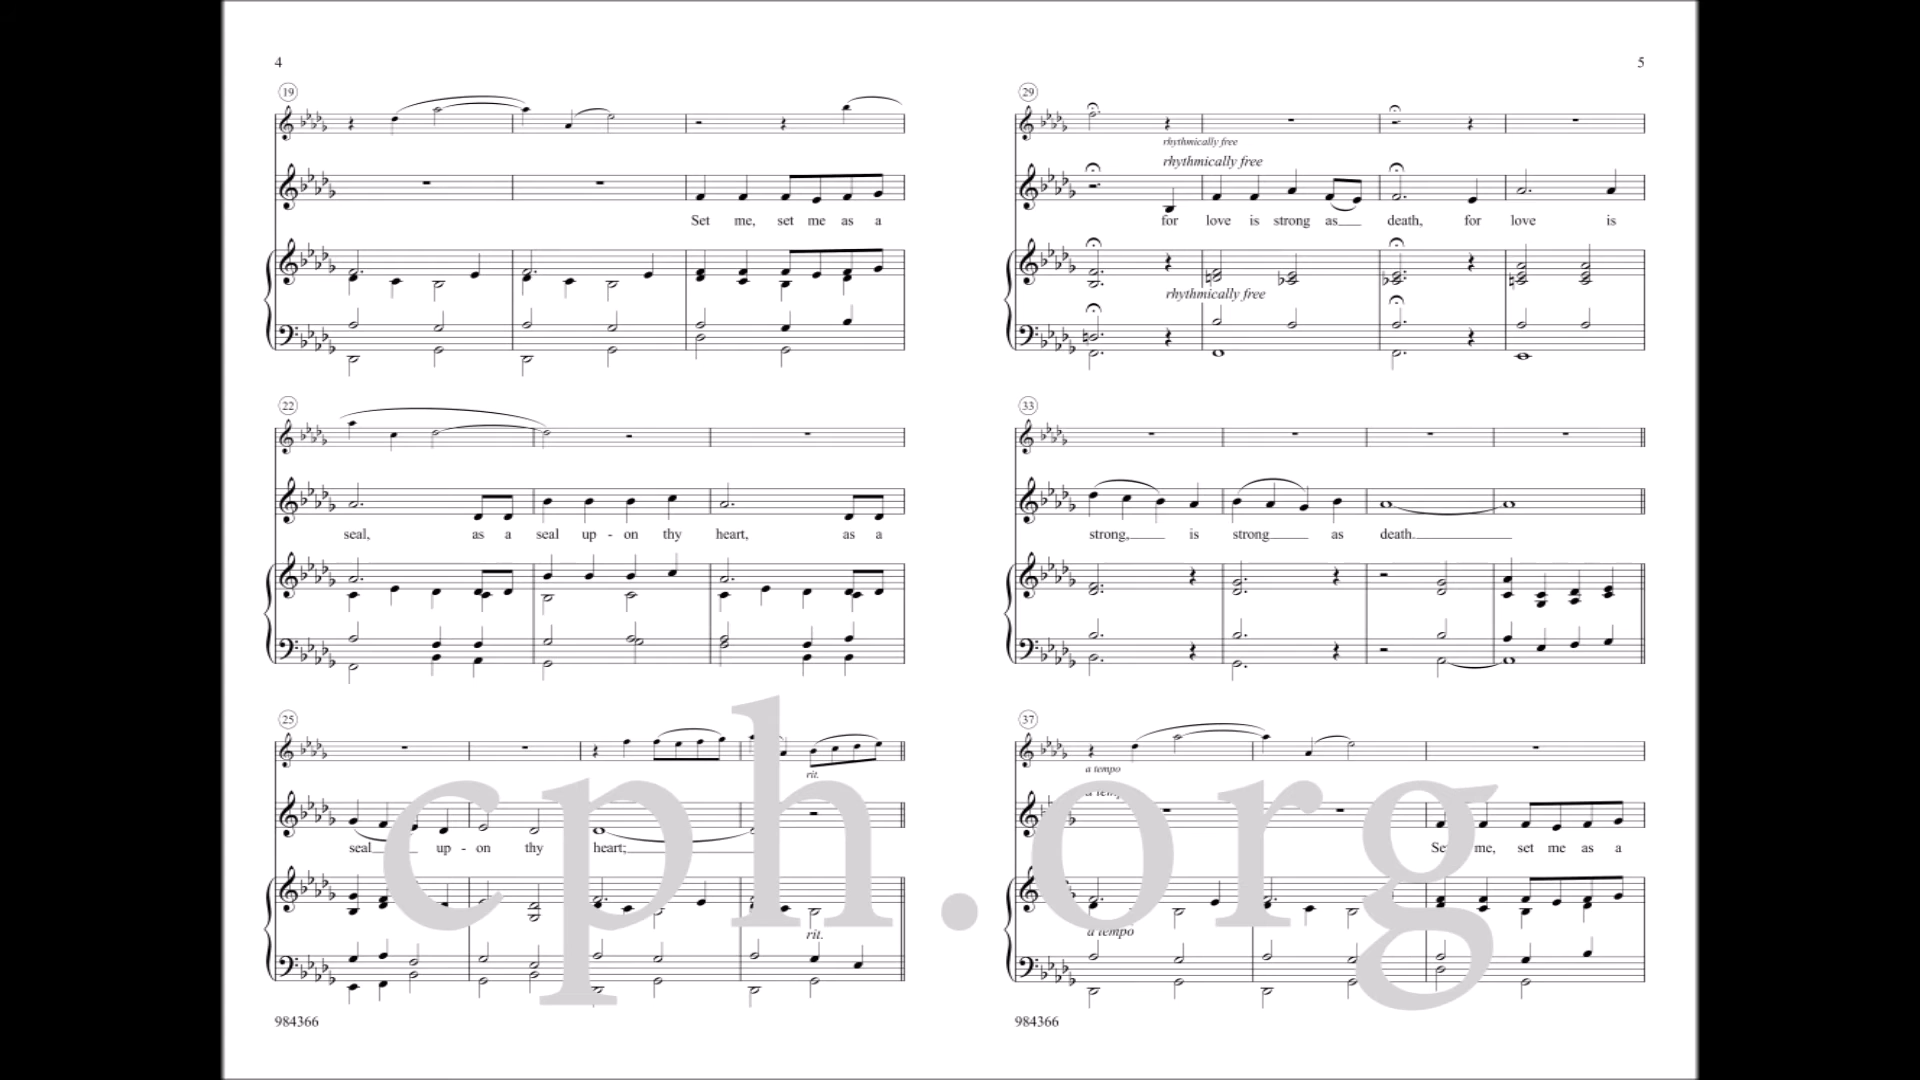 4
19
Set me, set me as a
22
seal, as a seal up - on thy heart, as a
25
rit.
seal up - on thy heart;
rit.
984366
5
29
rhythmically free
rhythmically free
for love is strong as death, for love is
rhythmically free
33
strong, is strong as death.
37
a tempo
me, set me as a
a tempo
984366
cph.org